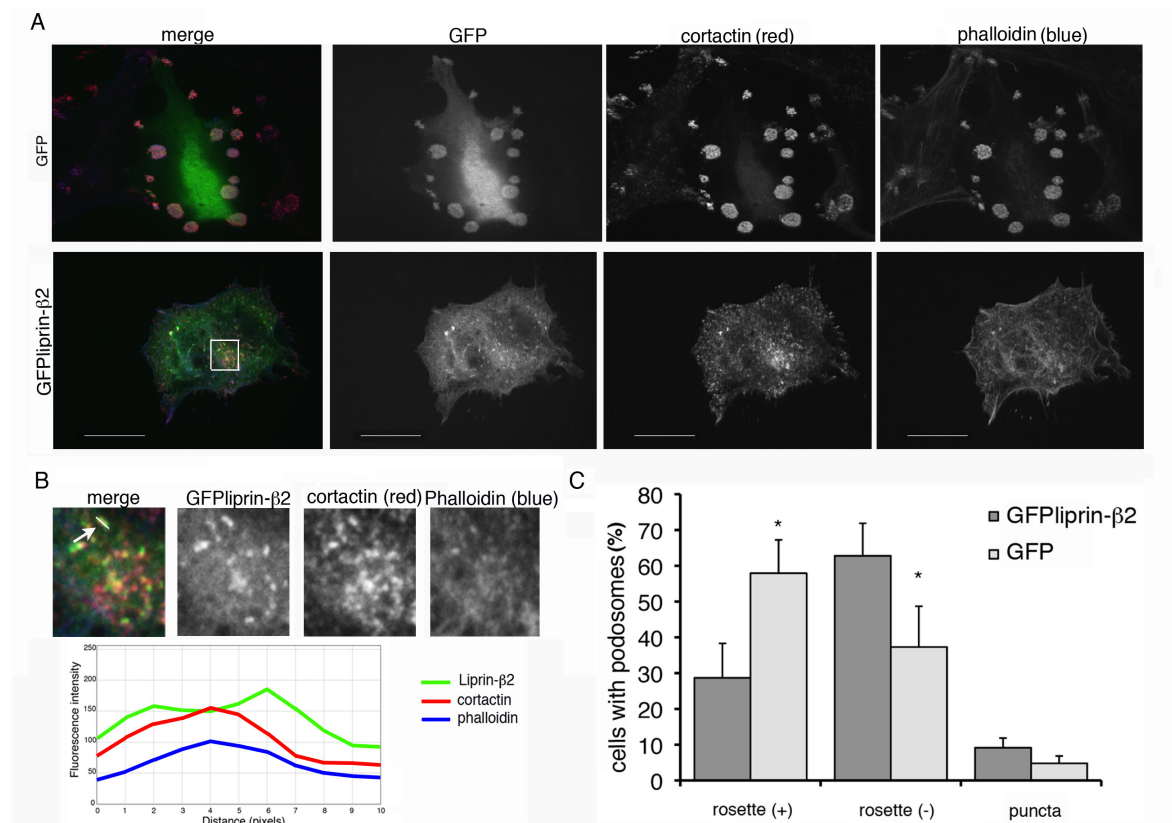 A
merge
GFP
cortactin (red)
phalloidin (blue)
GFP
GFPliprin-β2
B
merge
GFPliprin-β2
cortactin (red)
Phalloidin (blue)
Fluorescence intensity
250
200
150
100
50
0
0 1 2 3 4 5 6 7 8 9 10
Distance (pixels)
Liprin-β2
cortactin
phalloidin
C
cells with podosomes (%)
80
70
60
50
40
30
20
10
0
*
*
GFPliprin-β2
GFP
rosette (+)
rosette (-)
puncta